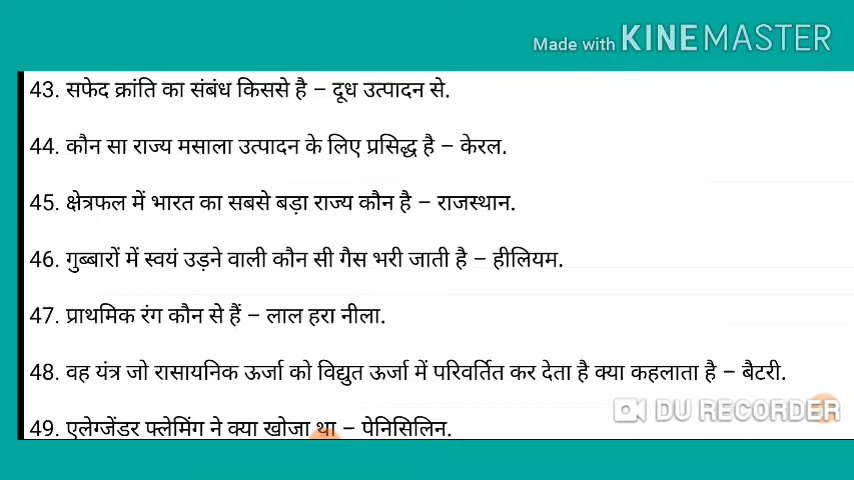 Made with KINEMASTER
43. सफेद क्रांति का संबंध किससे है – दूध उत्पादन से.
44. कौन सा राज्य मसाला उत्पादन के लिए प्रसिद्ध है – केरल.
45. क्षेत्रफल में भारत का सबसे बड़ा राज्य कौन है – राजस्थान.
46. गुब्बारों में स्वयं उड़ने वाली कौन सी गैस भरी जाती है – हीलियम.
47. प्राथमिक रंग कौन से हैं – लाल हरा नीला.
48. वह यंत्र जो रासायनिक ऊर्जा को विद्युत ऊर्जा में परिवर्तित कर देता है क्या कहलाता है – बैटरी.
DU RECORDER
49. एलेग्जेंडर फ्लेमिंग ने क्या खोजा था – पेनिसिलिन.